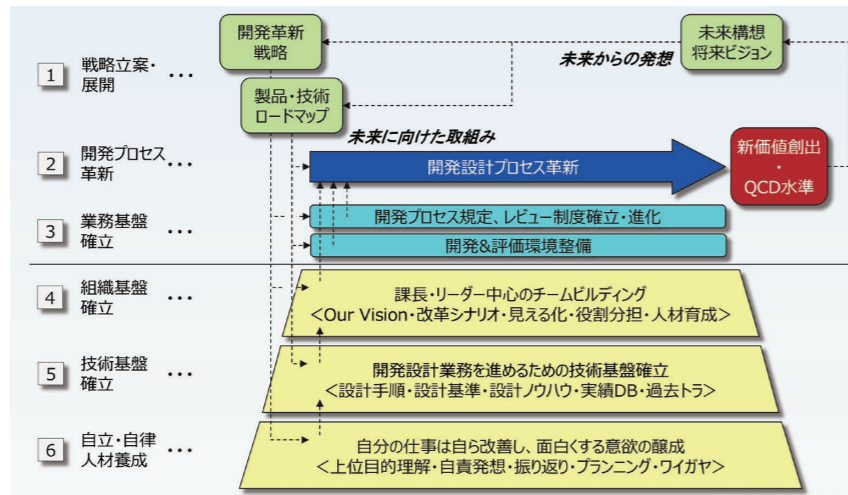 開発革新
戦略
未来構想
将来ビジョン
未来からの発想
1
戦略立案・
展開
・・・
製品・技術
ロードマップ
未来に向けた取組み
2
開発プロセス
革新
・・・
開発設計プロセス革新
新価値創出
・
QCD水準
3
業務基盤
確立
・・・
開発プロセス規定、レビュー制度確立・進化
開発&評価環境整備
4
組織基盤
確立
・・・
課長・リーダー中心のチームビルディング
<Our Vision・改革シナリオ・見える化・役割分担・人材育成>
5
技術基盤
確立
・・・
開発設計業務を進めるための技術基盤確立
<設計手順・設計基準・設計ノウハウ・実績DB・過去トラ>
6
自立・自律
人材養成
・・・
自分の仕事は自ら改善し、面白くする意欲の醸成
<上位目的理解・自責発想・振り返り・プランニング・ワイガヤ>